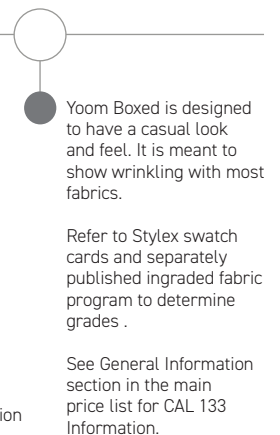 Yoom Boxed is designed
to have a casual look
and feel. It is meant to
show wrinkling with most
fabrics.
Refer to Stylex swatch
cards and separately
published ingraded fabric
program to determine
grades .
See General Information
section in the main
price list for CAL 133
Information.